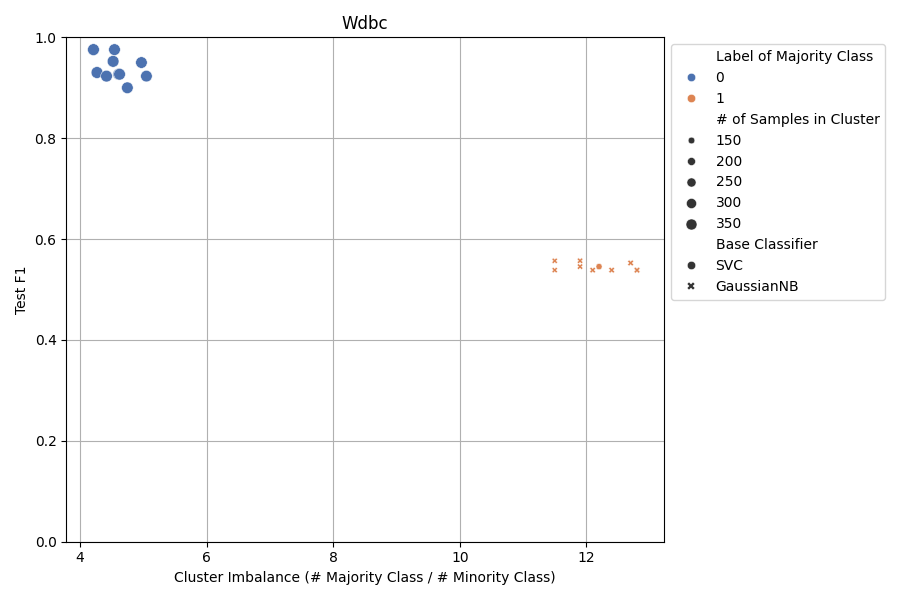 Wdbc
1.0
0.8
0.6
0.4
0.2
0.0
Test F1
4 6 8 10 12
Cluster Imbalance (# Majority Class / # Minority Class)
Label of Majority Class
0
1
# of Samples in Cluster
150
200
250
300
350
Base Classifier
SVC
GaussianNB